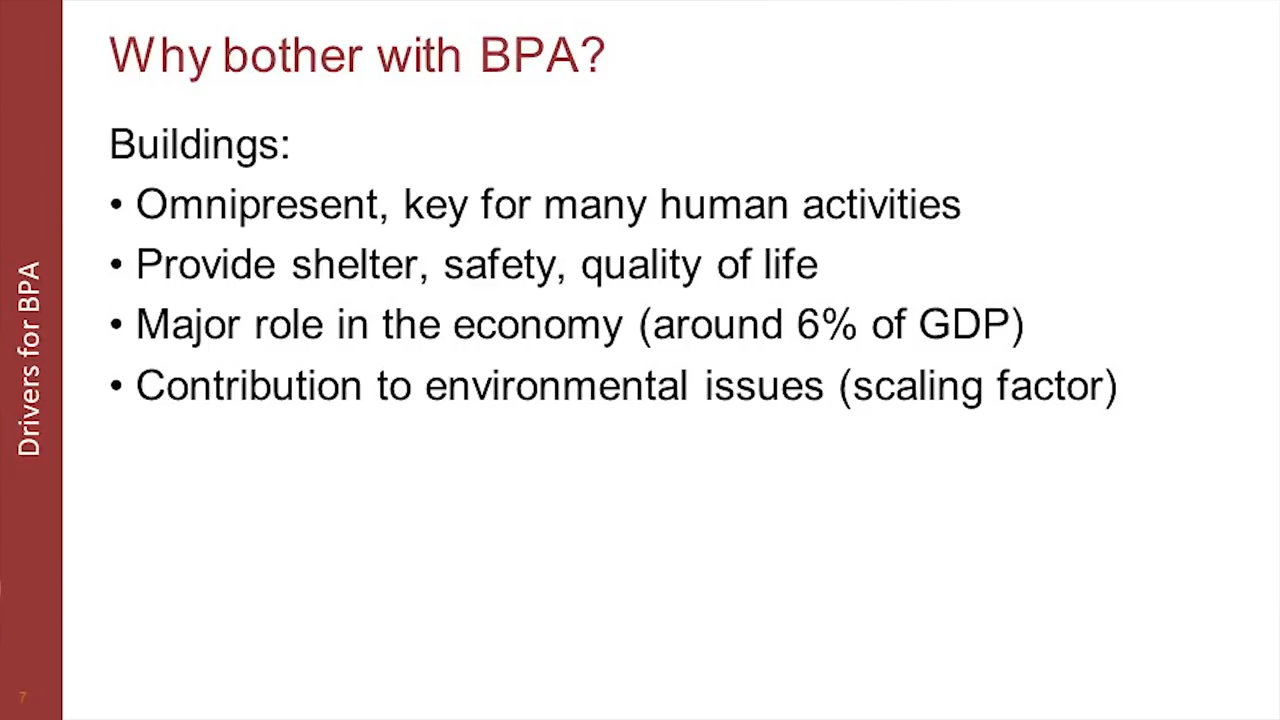 Why bother with BPA?
Buildings:
• Omnipresent, key for many human activities
• Provide shelter, safety, quality of life
• Major role in the economy (around 6% of GDP)
• Contribution to environmental issues (scaling factor)
Drivers for BPA
7